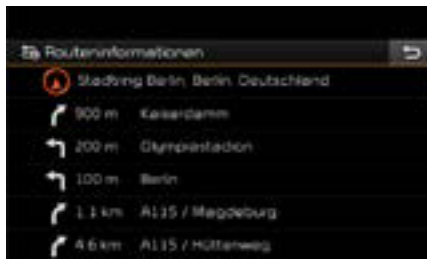 Routeninformationen
Stadtring Berlin, Berlin, Deutschland
900 m Kaiserdamm
200 m Olympiastadion
100 m Berlin
1.1 km A115 / Magdeburg
4.6 km A115 / Hüttenweg